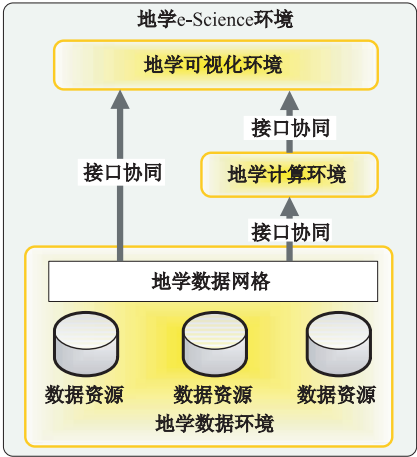 地学e-Science环境
地学可视化环境
接口协同
接口协同
地学计算环境
接口协同
地学数据网格
数据资源 数据资源 数据资源
地学数据环境